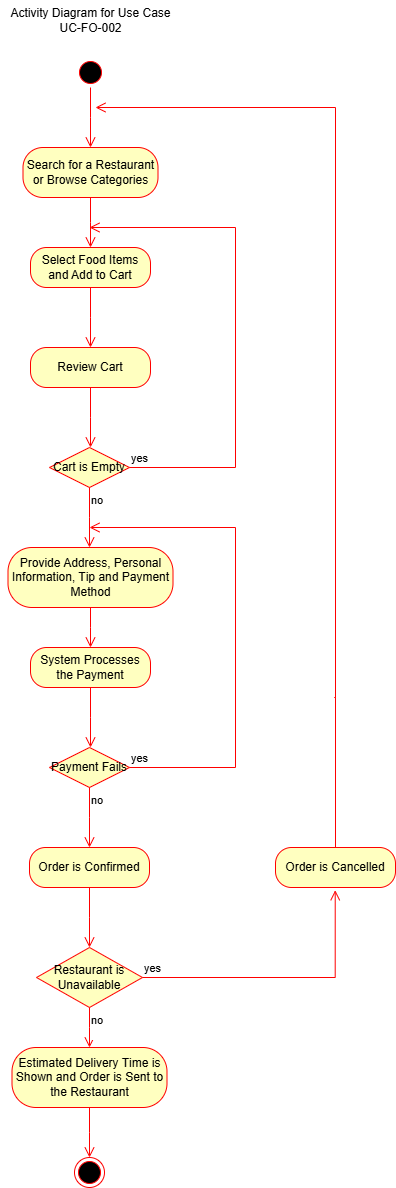 Activity Diagram for Use Case
UC-FO-002
Search for a Restaurant
or Browse Categories
Select Food Items
and Add to Cart
Review Cart
Cart is Empty
yes
no
Provide Address, Personal
Information, Tip and Payment
Method
System Processes
the Payment
Payment Fails
yes
no
Order is Confirmed
Order is Cancelled
Restaurant is
Unavailable
yes
no
Estimated Delivery Time is
Shown and Order is Sent to
the Restaurant